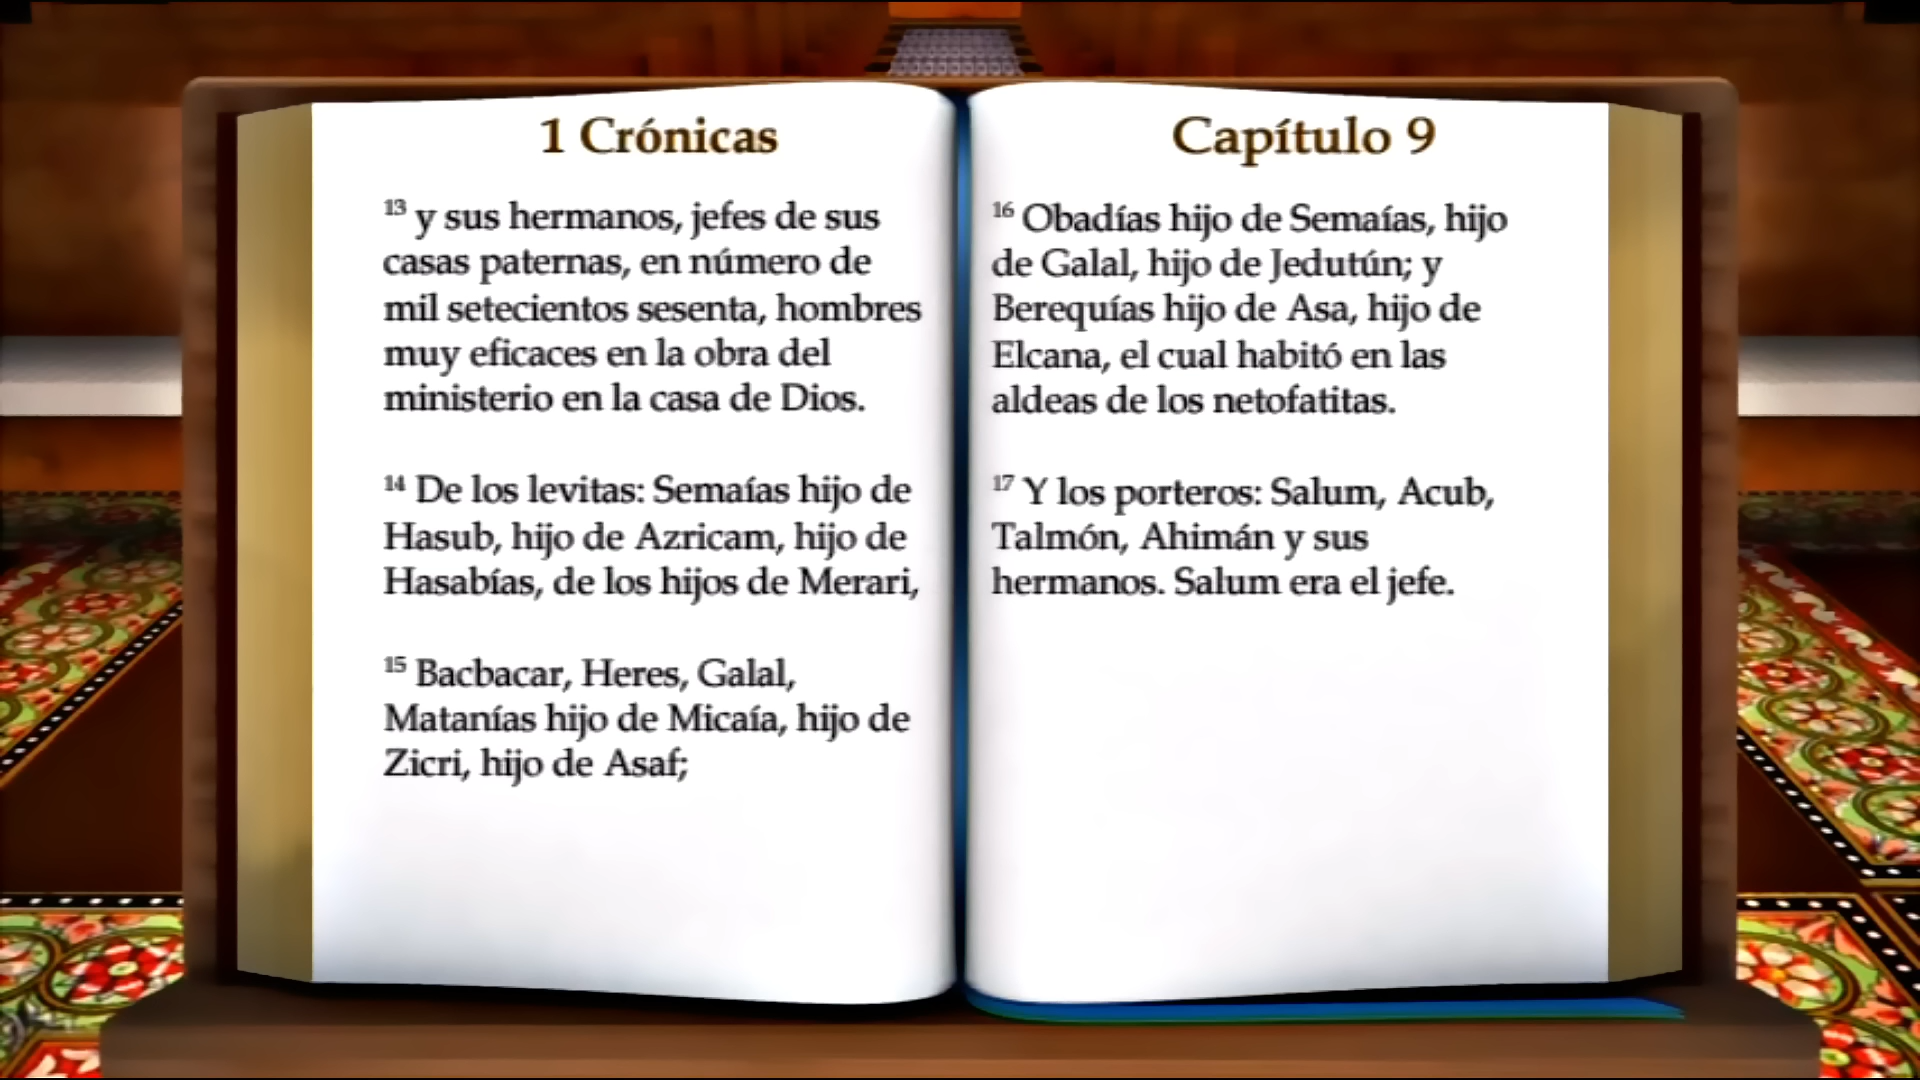 1 Crónicas
13 y sus hermanos, jefes de sus
casas paternas, en número de
mil setecientos sesenta, hombres
muy eficaces en la obra del
ministerio en la casa de Dios.
14 De los levitas: Semaías hijo de
Hasub, hijo de Azricam, hijo de
Hasabías, de los hijos de Merari,
15 Bacbacar, Heres, Galal,
Matanías hijo de Micaía, hijo de
Zicri, hijo de Asaf;
Capítulo 9
16 Obadías hijo de Semaías, hijo
de Galal, hijo de Jedutún; y
Berequías hijo de Asa, hijo de
Elcana, el cual habitó en las
aldeas de los netofatitas.
17 Y los porteros: Salum, Acub,
Talmón, Ahimán y sus
hermanos. Salum era el jefe.